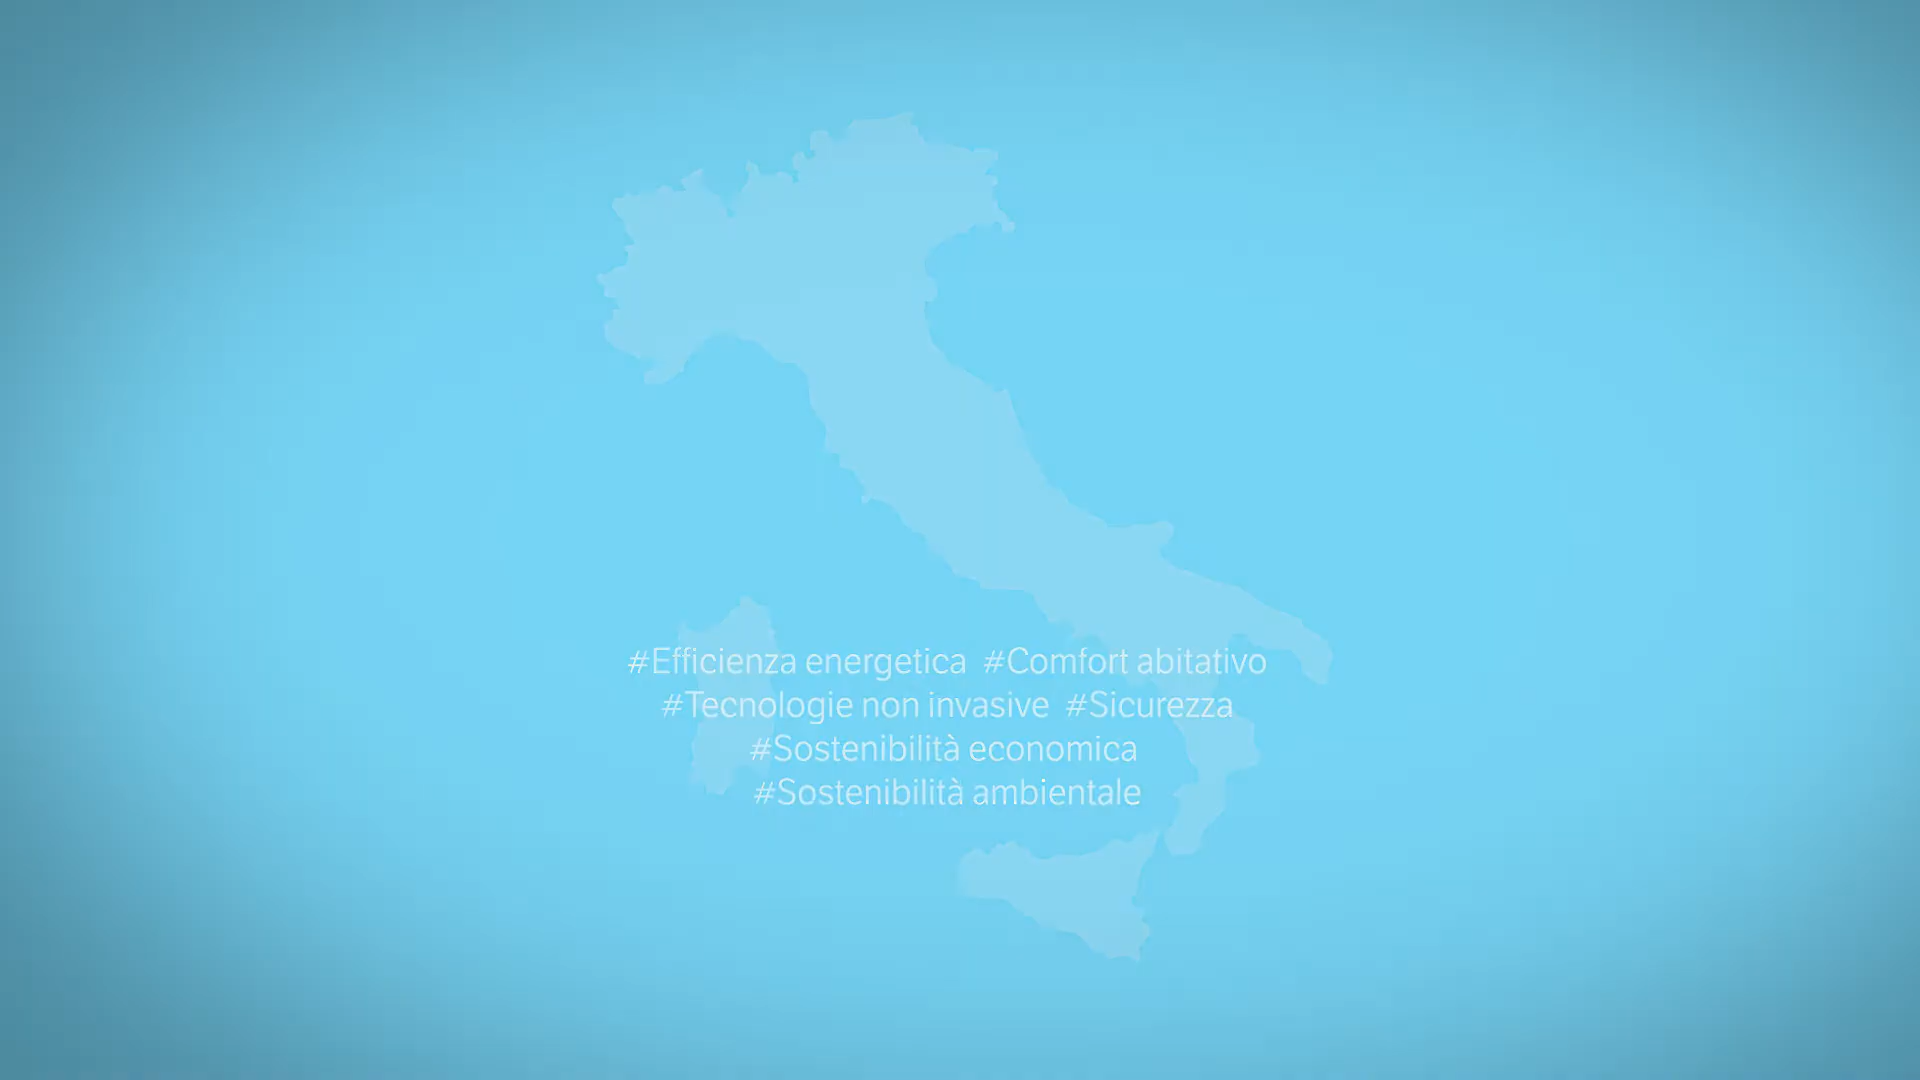 #Efficienza energetica #Comfort abitativo
#Tecnologie non invasive #Sicurezza
#Sostenibilità economica
#Sostenibilità ambientale